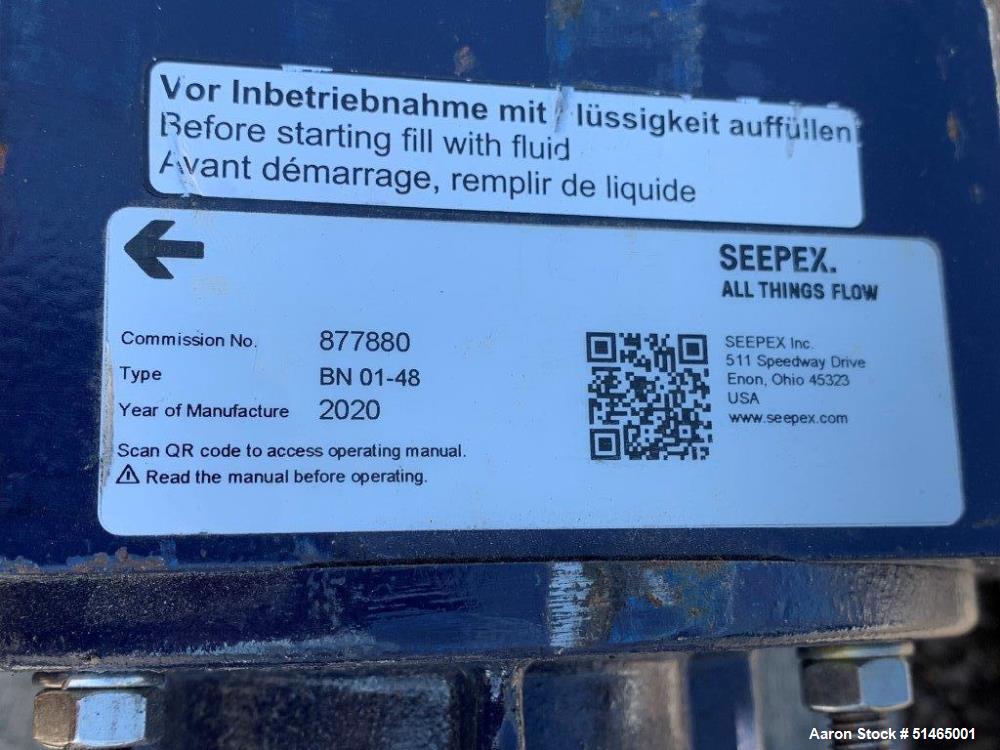 Vor Inbetriebnahme mit lüssigkeit auffüllen
Before starting fill with fluid
Avant démarrage, remplir de liquide
SEEPEX.
ALL THINGS FLOW
Commission No. 877880
Type BN 01-48
Year of Manufacture 2020
Scan QR code to access operating manual.
Read the manual before operating.
SEEPEX Inc.
511 Speedway Drive
Enon, Ohio 45323
USA
www.seepex.com
Aaron Stock # 51465001